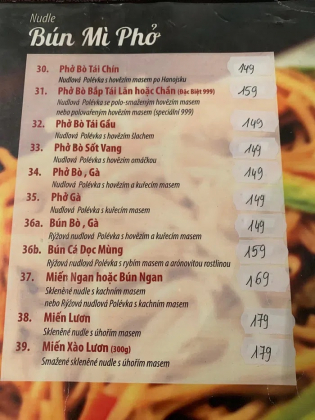 Nudle
Bún Mì Phở
30. Phở Bò Tái Chín 149
Nudlová Polévka s hovězím masem po Hanojsku
31. Phở Bò Bắp Tái Lăn hoặc Chần (Đặc Biệt 999) 159
Nudlová Polévka se polo-smaženým hovězím masem
nebo polovařeným hovězím masem (speciální 999)
32. Phở Bò Tái Gầu 149
Nudlová Polévka s hovězím šlachem
33. Phở Bò Sốt Vang 149
Nudlová Polévka s hovězím omáčkou
34. Phở Bò, Gà 149
Nudlová Polévka s hovězím a kuřecím masem
35. Phở Gà 149
Nudlová Polévka s kuřecím masem
36a. Bún Bò, Gà 149
Rýžová nudlová Polévka s hovězím a kuřecím masem
36b. Bún Cá Dọc Mùng 159
Rýžová nudlová Polévka s rybím masem a arónovitou rostlinou
37. Miến Ngan hoặc Bún Ngan 169
Skleněné nudle s kachním masem
nebo Rýžová nudlová Polévka s kachním masem
38. Miến Lươn 179
Skleněné nudle s úhořím masem
39. Miến Xào Lươn (300g) 179
Smažené skleněné nudle s úhořím masem